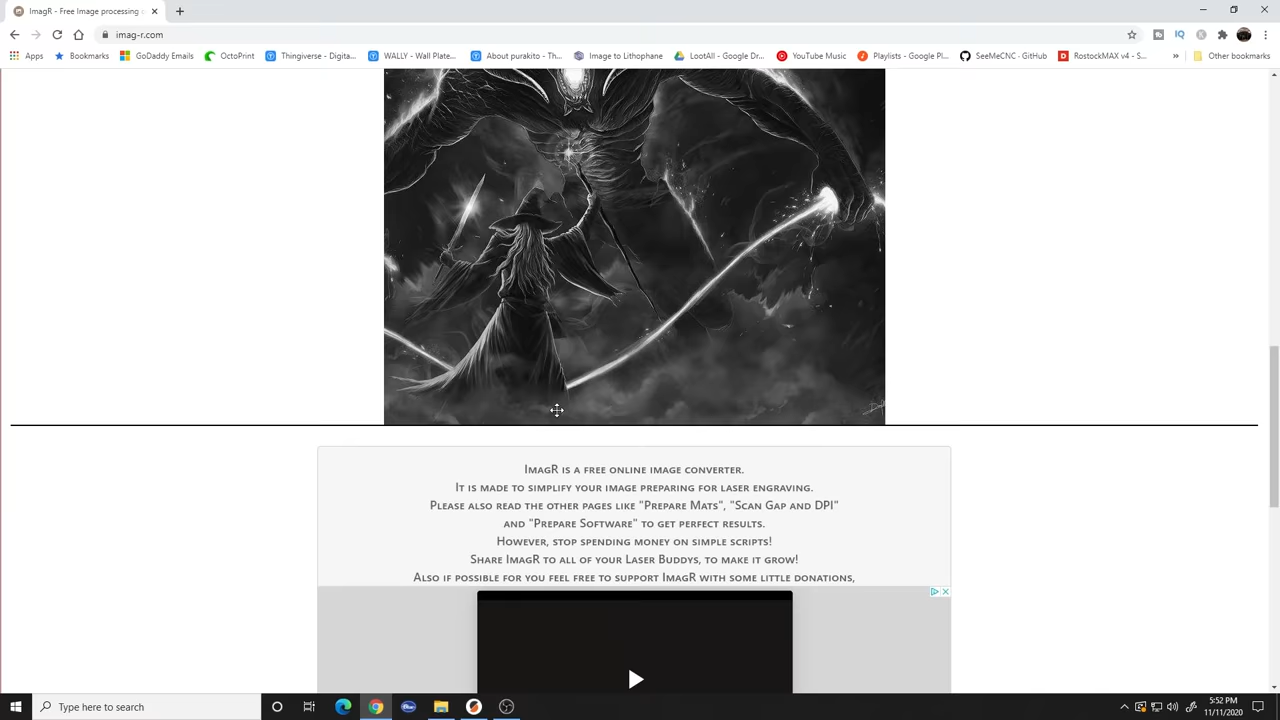 ImagR - Free Image processing
imag-r.com
Apps
Bookmarks
GoDaddy Emails
OctoPrint
Thingiverse - Digita...
WALLY - Wall Plate...
About purakito - Th...
Image to Lithophane
LootAll - Google Dr...
YouTube Music
Playlists - Google Pl...
SeeMeCNC · GitHub
RostockMAX v4 - S...
»
Other bookmarks
ImagR is a free online image converter.
It is made to simplify your image preparing for laser engraving.
Please also read the other pages like "Prepare Mats", "Scan Gap and DPI"
and "Prepare Software" to get perfect results.
However, stop spending money on simple scripts!
Share ImagR to all of your Laser Buddys, to make it grow!
Also if possible for you feel free to support ImagR with some little donations,
Type here to search
5:52 PM
11/11/2020